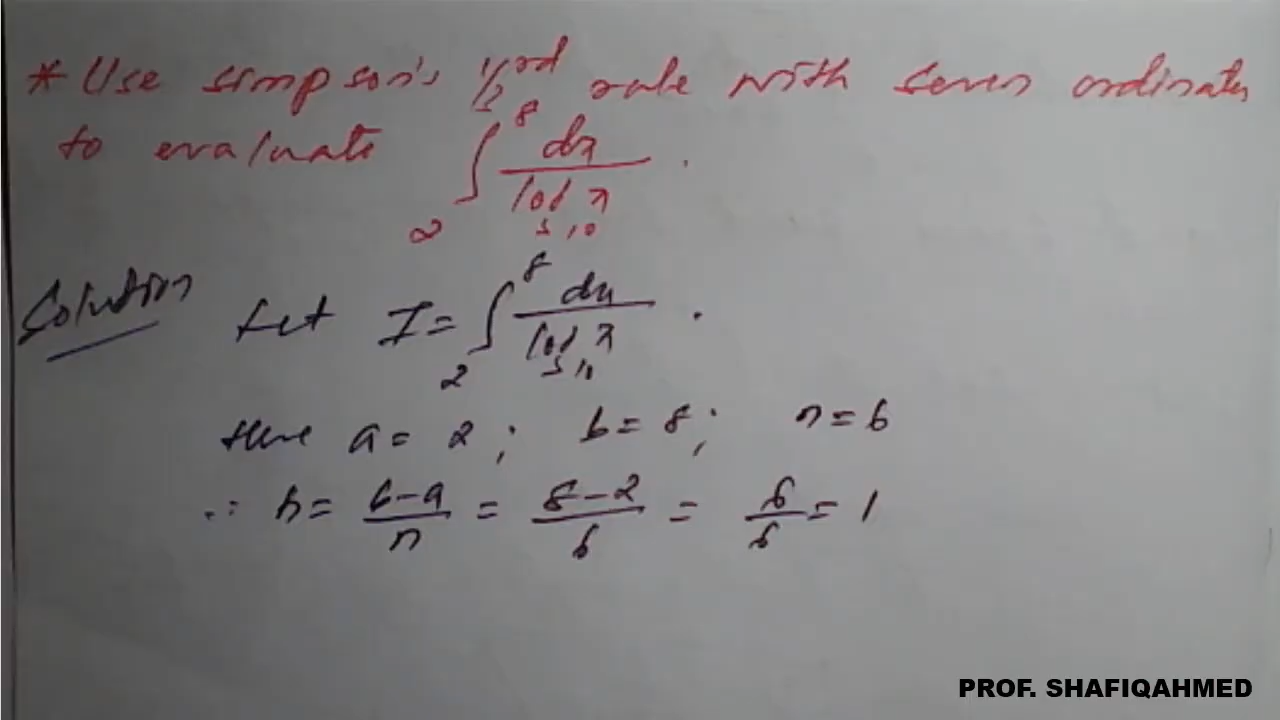 * Use simpson's 1/3rd rule with seven ordinates
to evaluate ∫₂⁸ dx / log₁₀ x .
Solution Let I = ∫₂⁸ dx / log₁₀ x .
Here a = 2 ; b = 8 ; n = 6
∴ h = (b-a)/n = (8-2)/6 = 6/6 = 1
PROF. SHAFIQAHMED